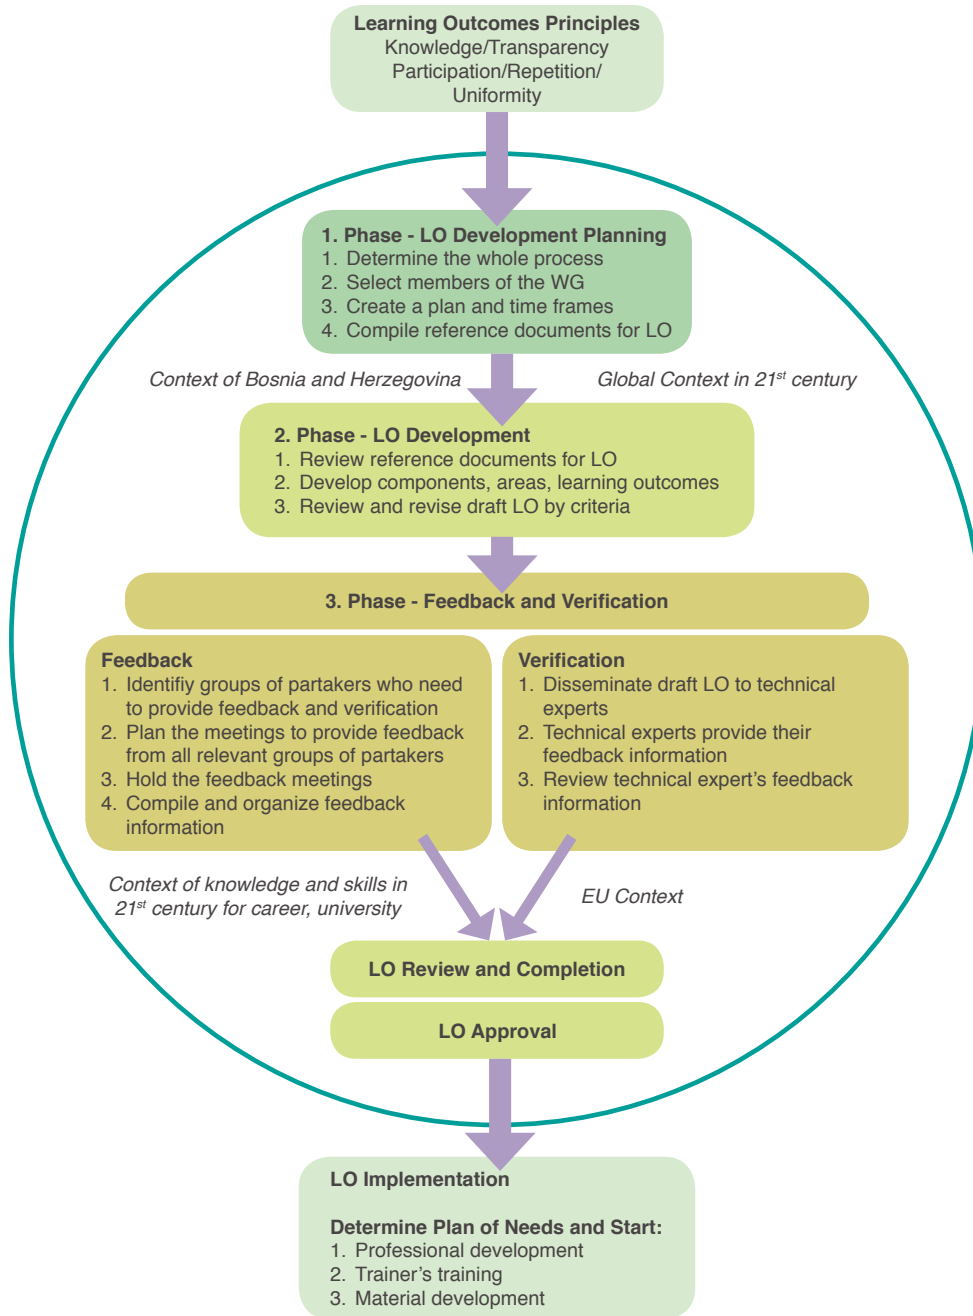 Learning Outcomes Principles
Knowledge/Transparency
Participation/Repetition/
Uniformity
1. Phase - LO Development Planning
1. Determine the whole process
2. Select members of the WG
3. Create a plan and time frames
4. Compile reference documents for LO
Context of Bosnia and Herzegovina
Global Context in 21st century
2. Phase - LO Development
1. Review reference documents for LO
2. Develop components, areas, learning outcomes
3. Review and revise draft LO by criteria
3. Phase - Feedback and Verification
Feedback
1. Identifiy groups of partakers who need
to provide feedback and verification
2. Plan the meetings to provide feedback
from all relevant groups of partakers
3. Hold the feedback meetings
4. Compile and organize feedback
information
Verification
1. Disseminate draft LO to technical
experts
2. Technical experts provide their
feedback information
3. Review technical expert's feedback
information
Context of knowledge and skills in
21st century for career, university
EU Context
LO Review and Completion
LO Approval
LO Implementation
Determine Plan of Needs and Start:
1. Professional development
2. Trainer's training
3. Material development